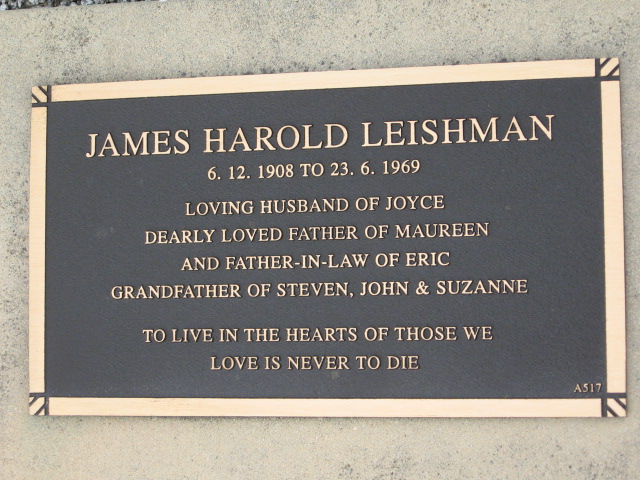 JAMES HAROLD LEISHMAN
6. 12. 1908 TO 23. 6. 1969
LOVING HUSBAND OF JOYCE
DEARLY LOVED FATHER OF MAUREEN
AND FATHER-IN-LAW OF ERIC
GRANDFATHER OF STEVEN, JOHN & SUZANNE
TO LIVE IN THE HEARTS OF THOSE WE
LOVE IS NEVER TO DIE
A517